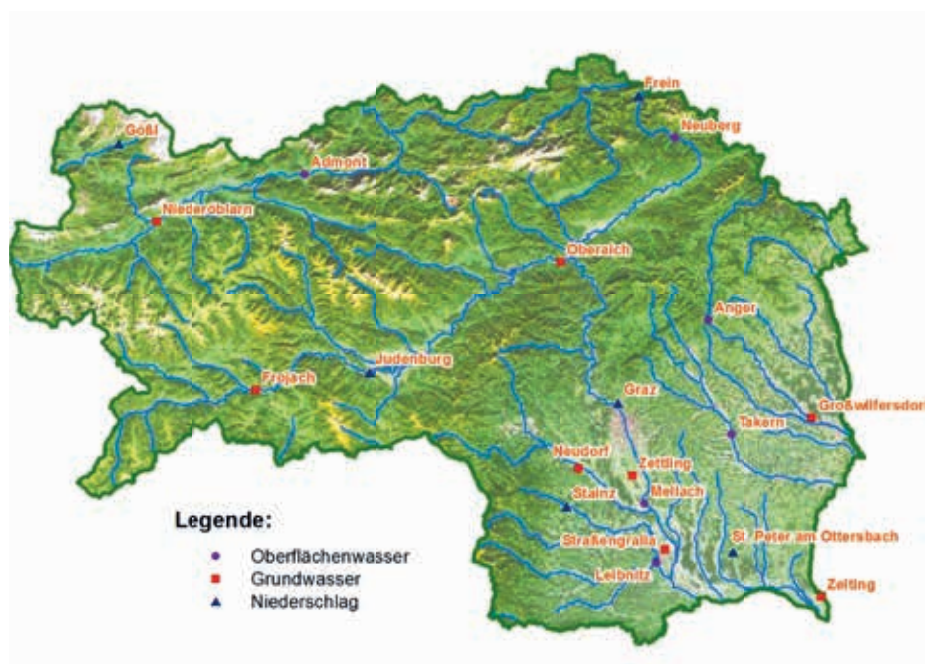 Frein
Gößl
Neuberg
Admont
Niederöblarn
Oberaich
Anger
Judenburg
Frojach
Graz
Großwilfersdorf
Takern
Neudorf
Zettling
Stainz
Mellach
Legende:
Straßengralla
St. Peter am Ottersbach
Oberflächenwasser
Leibnitz
Grundwasser
Zelting
Niederschlag